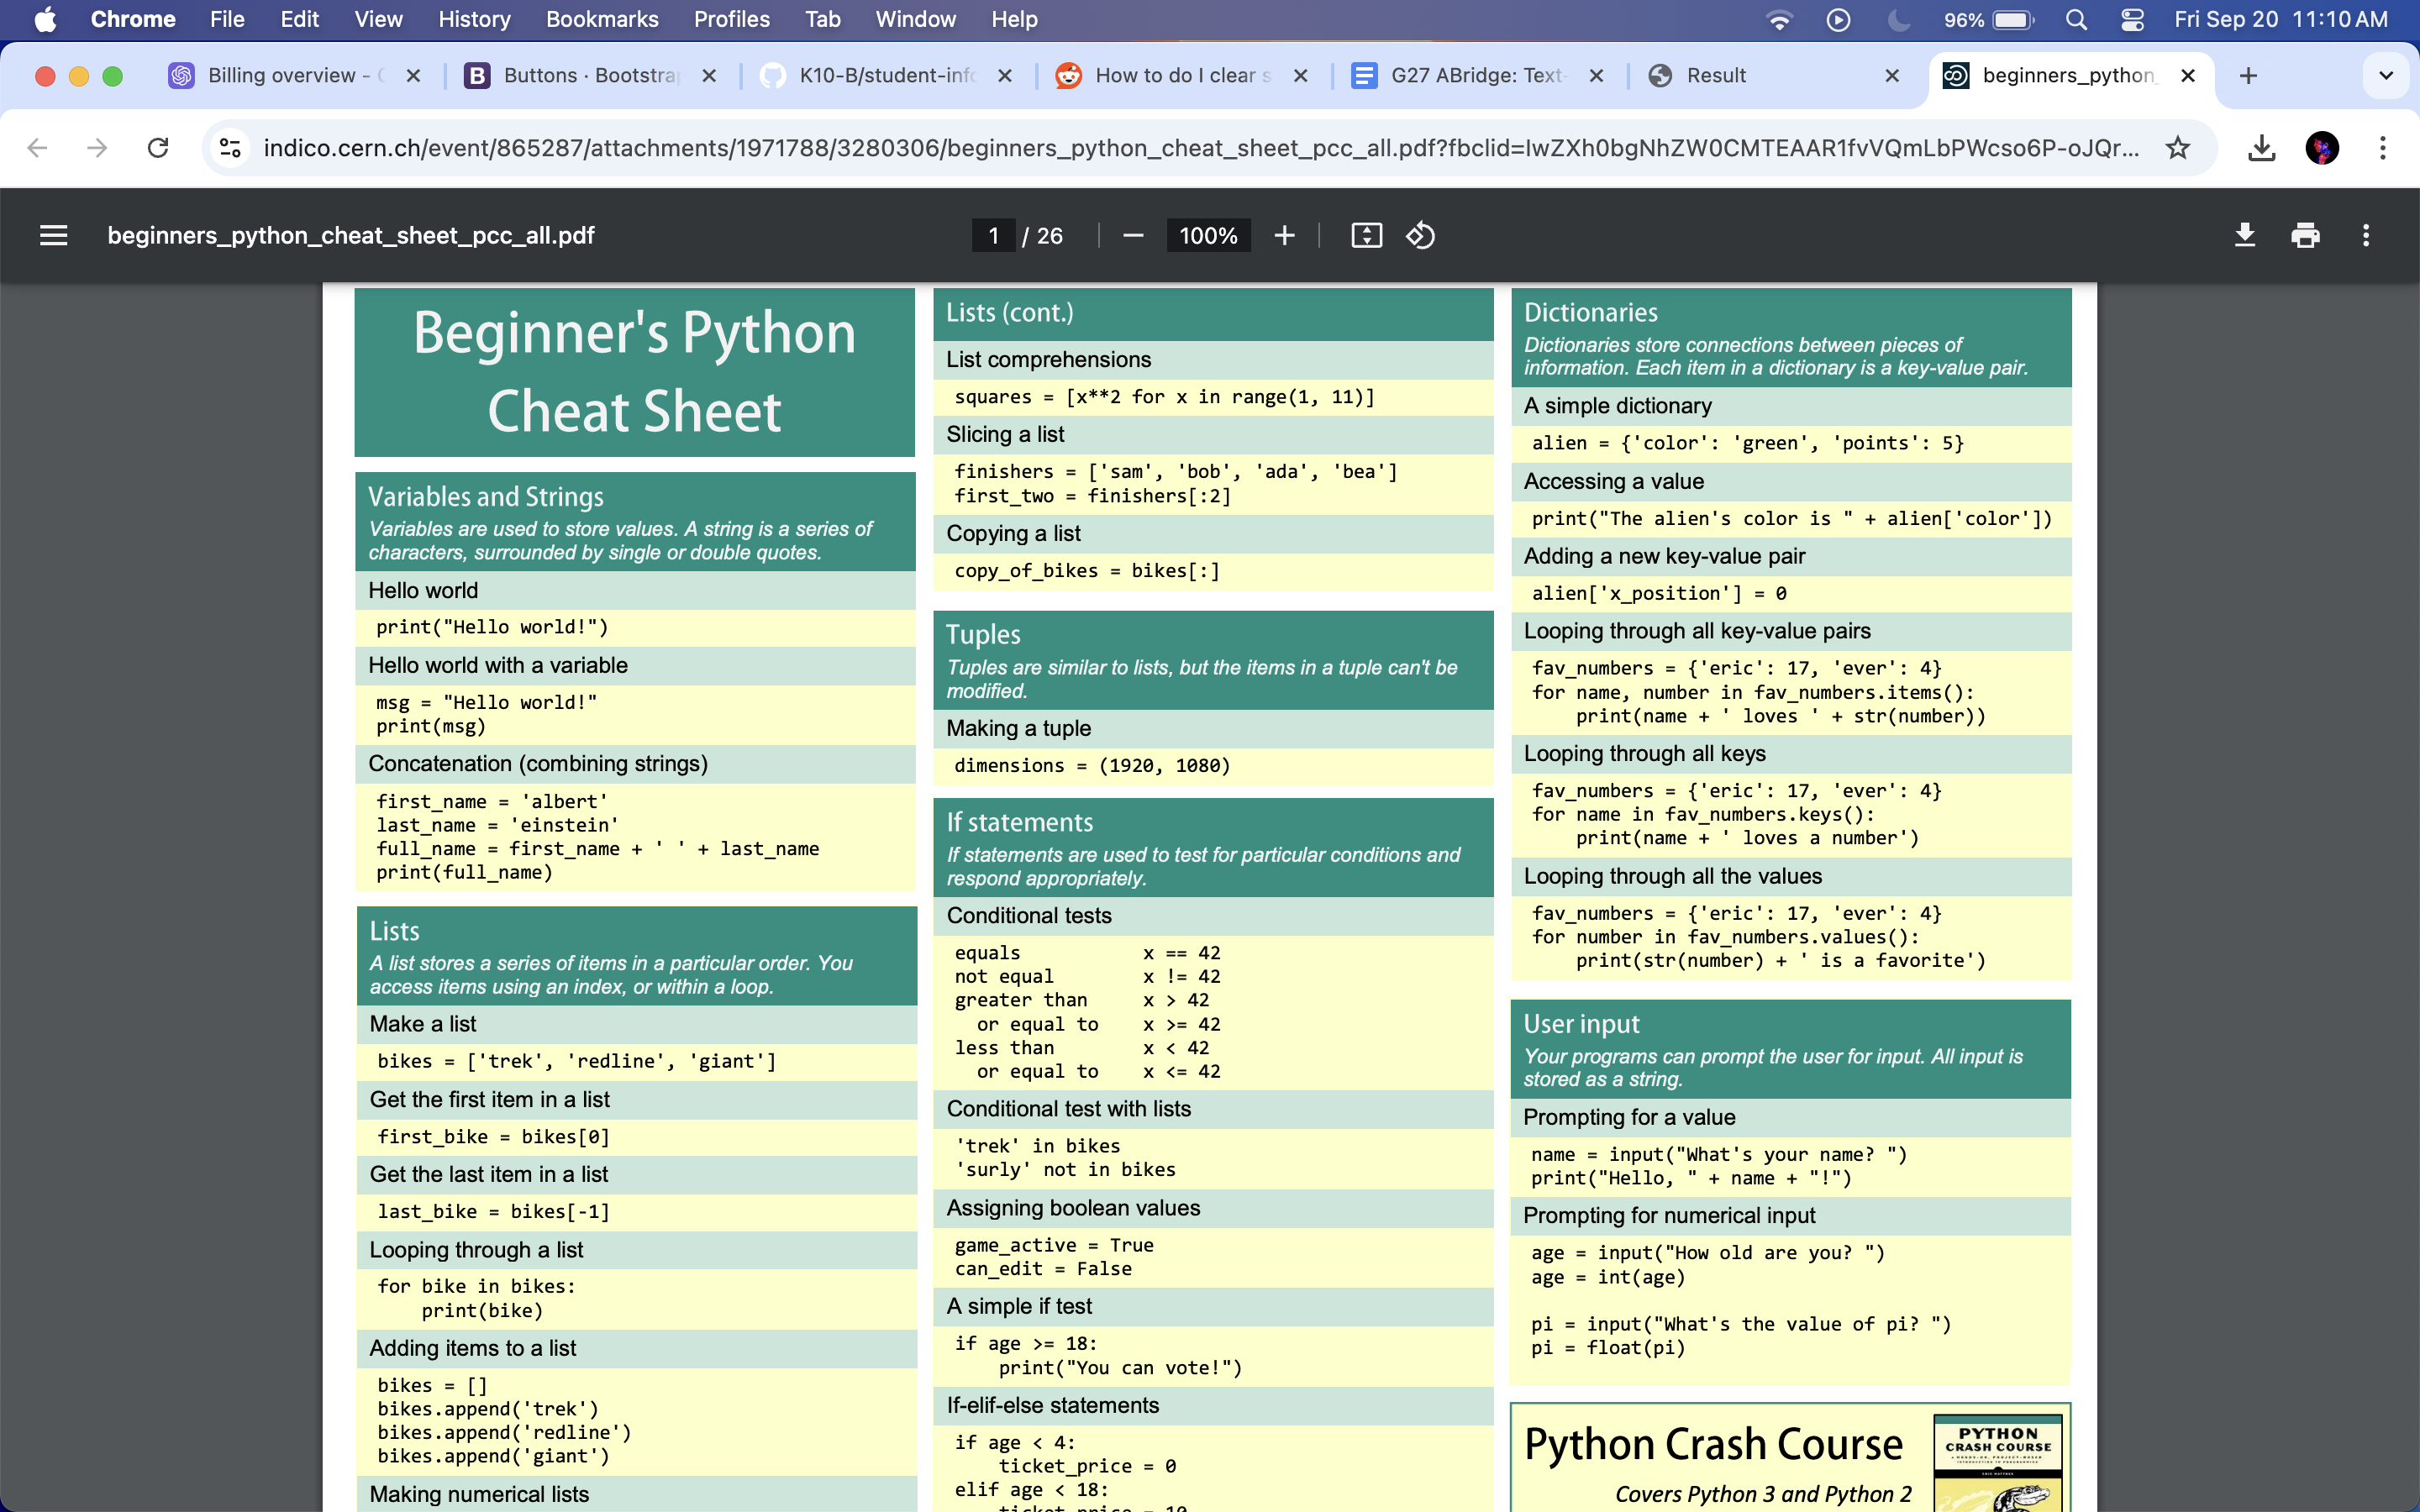 Chrome File Edit View History Bookmarks Profiles Tab Window Help 96% Fri Sep 20 11:10 AM
Billing overview - Buttons · Bootstra K10-B/student-info How to do I clear s G27 ABridge: Text- Result beginners_python_
indico.cern.ch/event/865287/attachments/1971788/3280306/beginners_python_cheat_sheet_pcc_all.pdf?fbclid=IwZXh0bgNhZW0CMTEAAR1fvVQmLbPWcso6P-oJQr...
beginners_python_cheat_sheet_pcc_all.pdf 1 / 26 100%
Beginner's Python
Cheat Sheet
Variables and Strings
Variables are used to store values. A string is a series of
characters, surrounded by single or double quotes.
Hello world
print("Hello world!")
Hello world with a variable
msg = "Hello world!"
print(msg)
Concatenation (combining strings)
first_name = 'albert'
last_name = 'einstein'
full_name = first_name + ' ' + last_name
print(full_name)
Lists
A list stores a series of items in a particular order. You
access items using an index, or within a loop.
Make a list
bikes = ['trek', 'redline', 'giant']
Get the first item in a list
first_bike = bikes[0]
Get the last item in a list
last_bike = bikes[-1]
Looping through a list
for bike in bikes:
    print(bike)
Adding items to a list
bikes = []
bikes.append('trek')
bikes.append('redline')
bikes.append('giant')
Making numerical lists
Lists (cont.)
List comprehensions
squares = [x**2 for x in range(1, 11)]
Slicing a list
finishers = ['sam', 'bob', 'ada', 'bea']
first_two = finishers[:2]
Copying a list
copy_of_bikes = bikes[:]
Tuples
Tuples are similar to lists, but the items in a tuple can't be
modified.
Making a tuple
dimensions = (1920, 1080)
If statements
If statements are used to test for particular conditions and
respond appropriately.
Conditional tests
equals x == 42
not equal x != 42
greater than x > 42
  or equal to x >= 42
less than x < 42
  or equal to x <= 42
Conditional test with lists
'trek' in bikes
'surly' not in bikes
Assigning boolean values
game_active = True
can_edit = False
A simple if test
if age >= 18:
    print("You can vote!")
If-elif-else statements
if age < 4:
    ticket_price = 0
elif age < 18:
    ticket_price = 10
Dictionaries
Dictionaries store connections between pieces of
information. Each item in a dictionary is a key-value pair.
A simple dictionary
alien = {'color': 'green', 'points': 5}
Accessing a value
print("The alien's color is " + alien['color'])
Adding a new key-value pair
alien['x_position'] = 0
Looping through all key-value pairs
fav_numbers = {'eric': 17, 'ever': 4}
for name, number in fav_numbers.items():
    print(name + ' loves ' + str(number))
Looping through all keys
fav_numbers = {'eric': 17, 'ever': 4}
for name in fav_numbers.keys():
    print(name + ' loves a number')
Looping through all the values
fav_numbers = {'eric': 17, 'ever': 4}
for number in fav_numbers.values():
    print(str(number) + ' is a favorite')
User input
Your programs can prompt the user for input. All input is
stored as a string.
Prompting for a value
name = input("What's your name? ")
print("Hello, " + name + "!")
Prompting for numerical input
age = input("How old are you? ")
age = int(age)
pi = input("What's the value of pi? ")
pi = float(pi)
Python Crash Course
Covers Python 3 and Python 2
PYTHON
CRASH COURSE